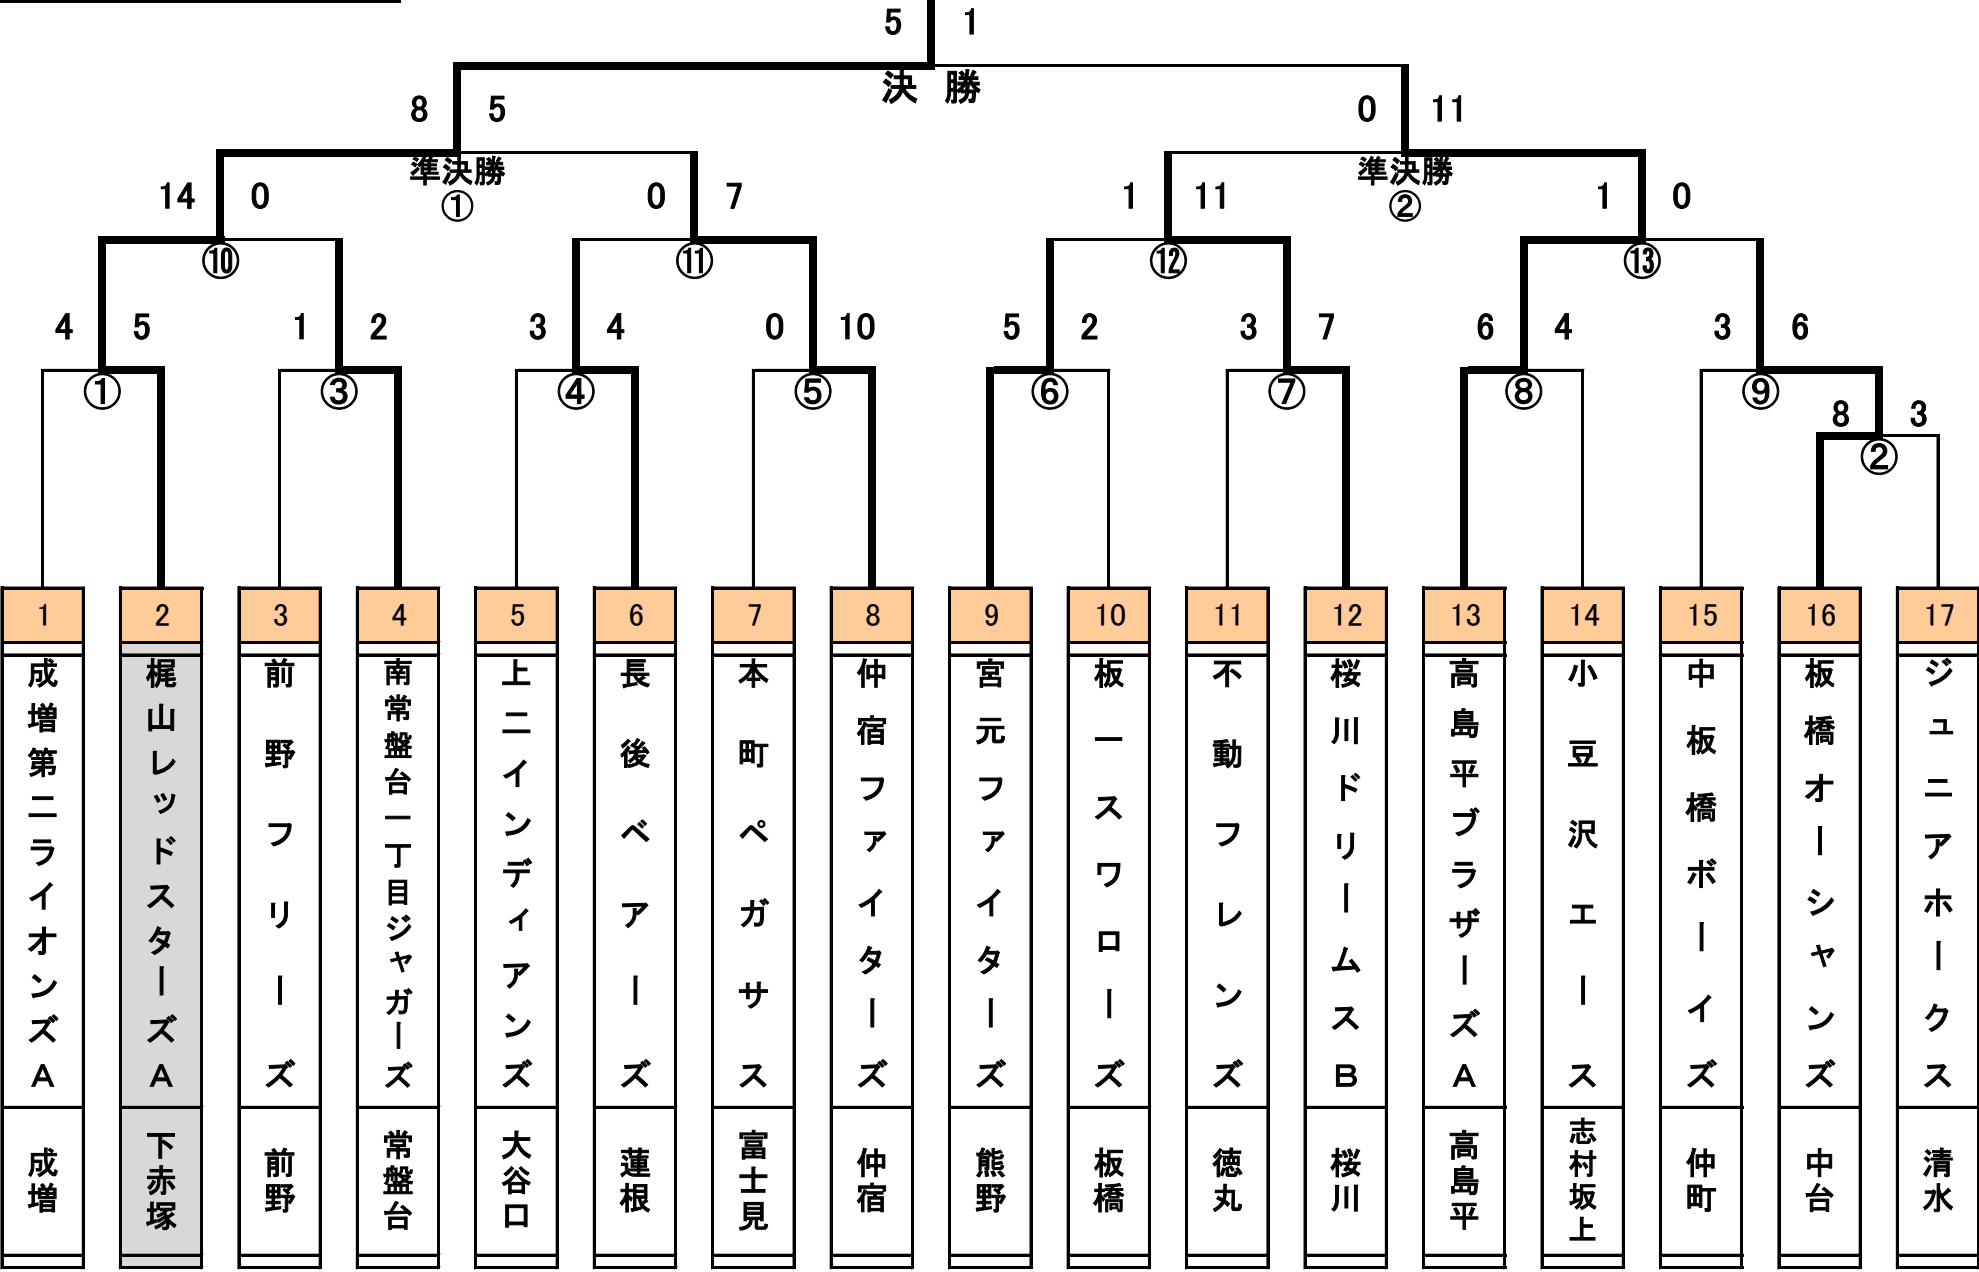 5 1
決 勝
8 5 0 11
準決勝 準決勝
① ②
14 0 0 7 1 11 1 0
⑩ ⑪ ⑫ ⑬
4 5 1 2 3 4 0 10 5 2 3 7 6 4 3 6
① ③ ④ ⑤ ⑥ ⑦ ⑧ ⑨
8 3
②
1 2 3 4 5 6 7 8 9 10 11 12 13 14 15 16 17
成増第二ライオンズA
梶山レッドスターズA
前野フリーズ
南常盤台一丁目ジャガーズ
上二インディアンズ
長後ベアーズ
本町ペガサス
仲宿ファイターズ
宮元ファイターズ
板一スワローズ
不動フレンズ
桜川ドリームスB
高島平ブラザーズA
小豆沢エース
中板橋ボーイズ
板橋オーシャンズ
ジュニアホークス
成増
下赤塚
前野
常盤台
大谷口
蓮根
富士見
仲宿
熊野
板橋
徳丸
桜川
高島平
志村坂上
仲町
中台
清水